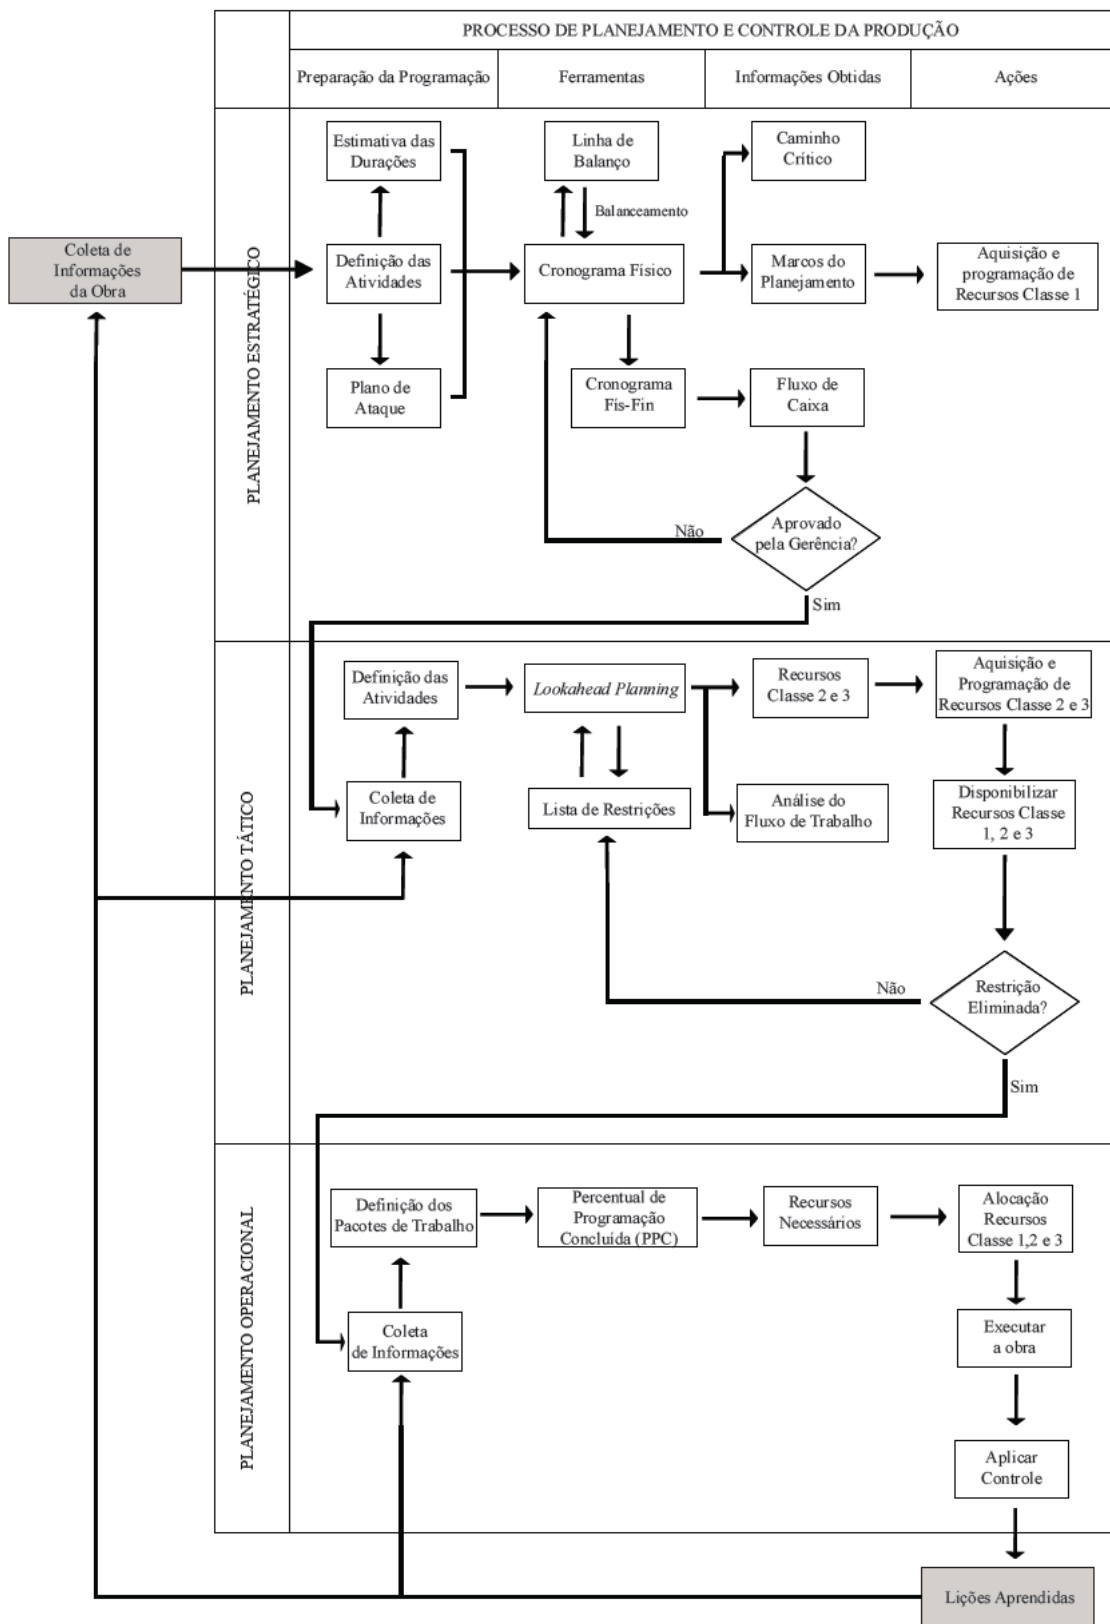 PROCESSO DE PLANEJAMENTO E CONTROLE DA PRODUÇÃO
Preparação da Programação
Ferramentas
Informações Obtidas
Ações
PLANEJAMENTO ESTRATÉGICO
Coleta de
Informações
da Obra
Estimativa das
Durações
Definição das
Atividades
Plano de
Ataque
Linha de
Balanço
Balanceamento
Cronograma Físico
Cronograma
Fís-Fin
Caminho
Crítico
Marcos do
Planejamento
Fluxo de
Caixa
Aprovado
pela Gerência?
Não
Sim
Aquisição e
programação de
Recursos Classe 1
PLANEJAMENTO TÁTICO
Definição das
Atividades
Coleta de
Informações
Lookahead Planning
Lista de Restrições
Recursos
Classe 2 e 3
Análise do
Fluxo de Trabalho
Aquisição e
Programação de
Recursos Classe 2 e 3
Disponibilizar
Recursos Classe
1, 2 e 3
Restrição
Eliminada?
Não
Sim
PLANEJAMENTO OPERACIONAL
Definição dos
Pacotes de Trabalho
Coleta
de Informações
Percentual de
Programação
Concluída (PPC)
Recursos
Necessários
Alocação
Recursos
Classe 1,2 e 3
Executar
a obra
Aplicar
Controle
Lições Aprendidas